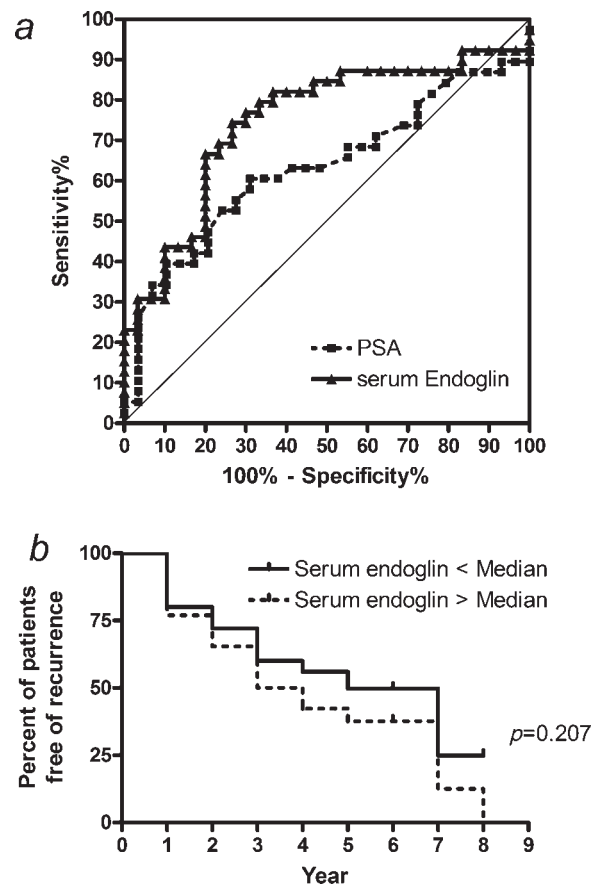 a
100
90
80
70
60
50
40
30
20
10
0
Sensitivity%
PSA
serum Endoglin
0 10 20 30 40 50 60 70 80 90 100
100% - Specificity%
b
100
75
50
25
0
Percent of patients
free of recurrence
Serum endoglin < Median
Serum endoglin > Median
p=0.207
0 1 2 3 4 5 6 7 8 9
Year